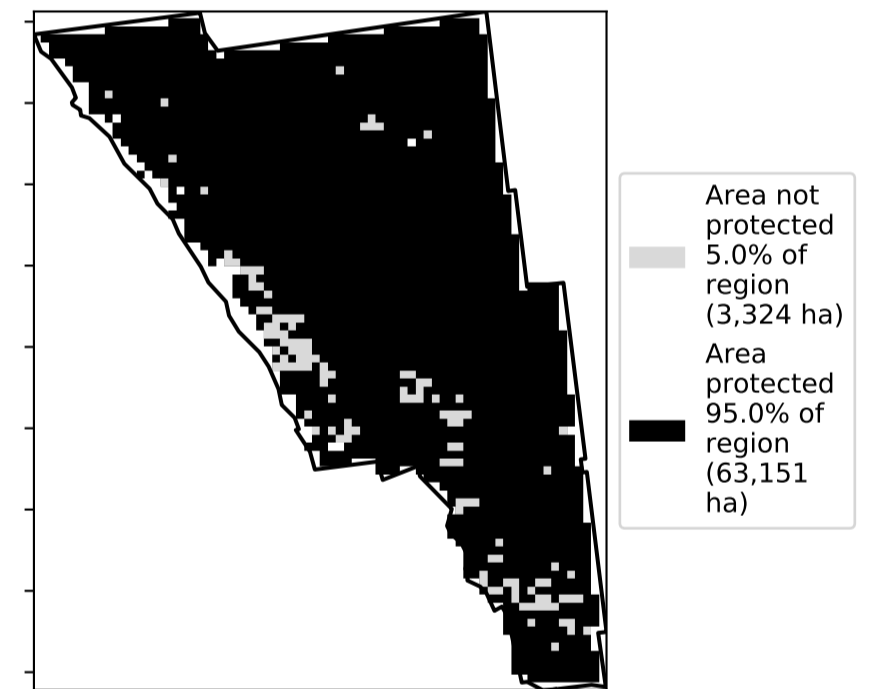 Area not
protected
5.0% of
region
(3,324 ha)
Area
protected
95.0% of
region
(63,151
ha)